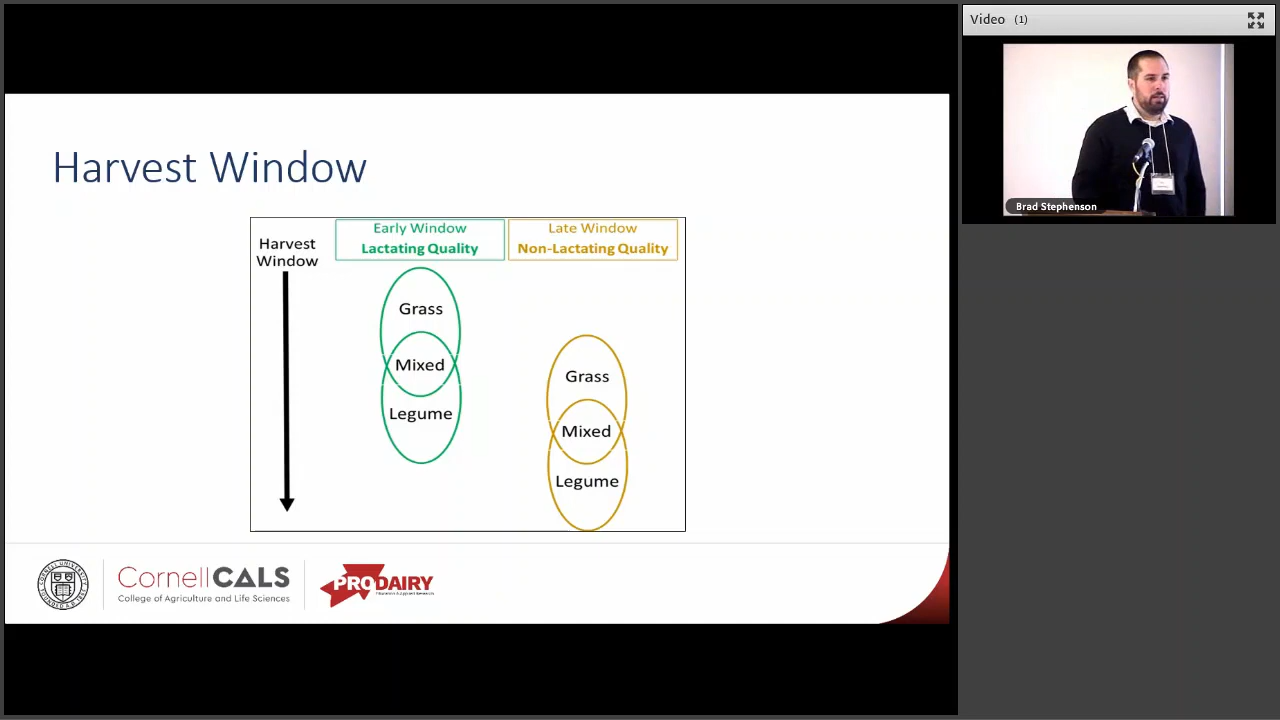 Video (1)
Brad Stephenson
Harvest Window
Harvest
Window
Early Window
Lactating Quality
Late Window
Non-Lactating Quality
Grass
Mixed
Legume
Grass
Mixed
Legume
CornellCALS
College of Agriculture and Life Sciences
PRODAIRY